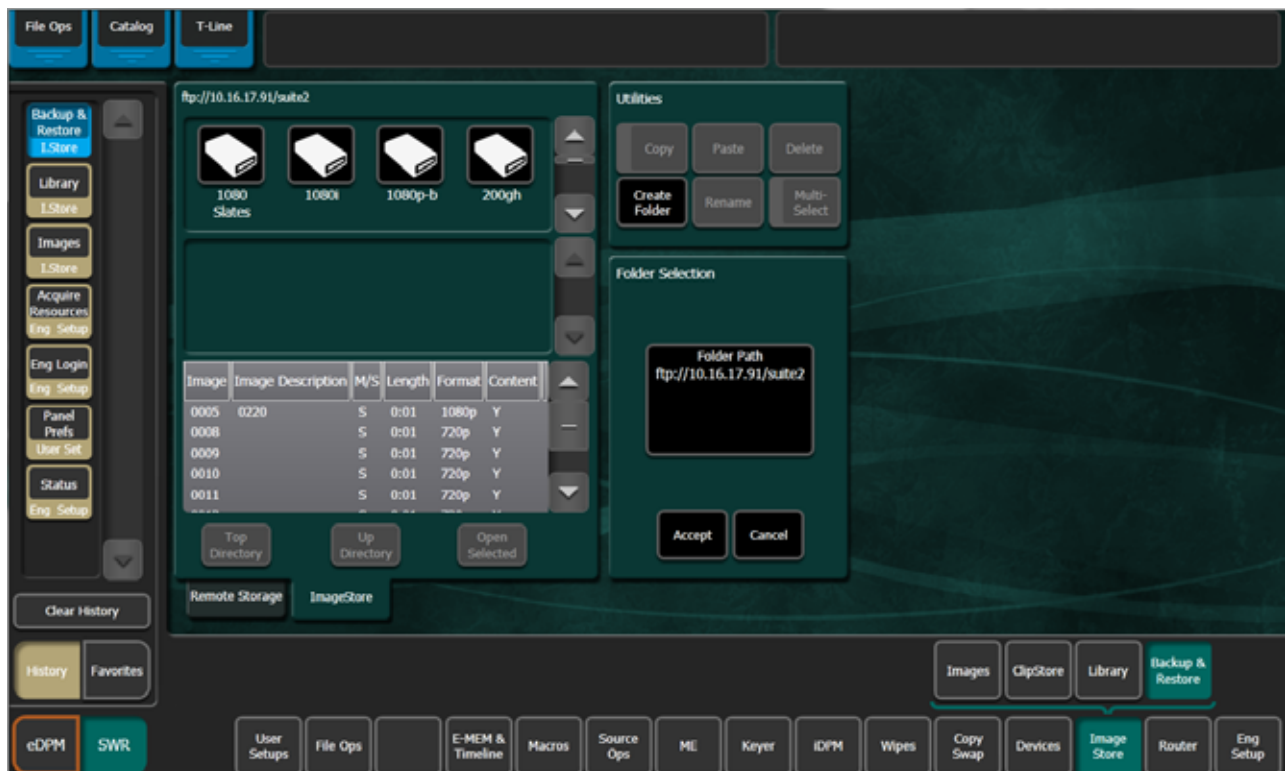 File Ops
Catalog
T-Line
Backup &
Restore
I.Store
Library
I.Store
Images
I.Store
Acquire
Resources
Eng Setup
Eng Login
Eng Setup
Panel
Prefs
User Set
Status
Eng Setup
Clear History
History
Favorites
ftp://10.16.17.91/suite2
1080
Slates
1080i
1080p-b
200gh
Image Image Description M/S Length Format Content
0005 0220 S 0:01 1080p Y
0008 S 0:01 720p Y
0009 S 0:01 720p Y
0010 S 0:01 720p Y
0011 S 0:01 720p Y
Top
Directory
Up
Directory
Open
Selected
Remote Storage
ImageStore
Utilities
Copy
Paste
Delete
Create
Folder
Rename
Multi-
Select
Folder Selection
Folder Path
ftp://10.16.17.91/suite2
Accept
Cancel
Images
ClipStore
Library
Backup &
Restore
eDPM
SWR
User
Setups
File Ops
E-MEM &
Timeline
Macros
Source
Ops
ME
Keyer
iDPM
Wipes
Copy
Swap
Devices
Image
Store
Router
Eng
Setup